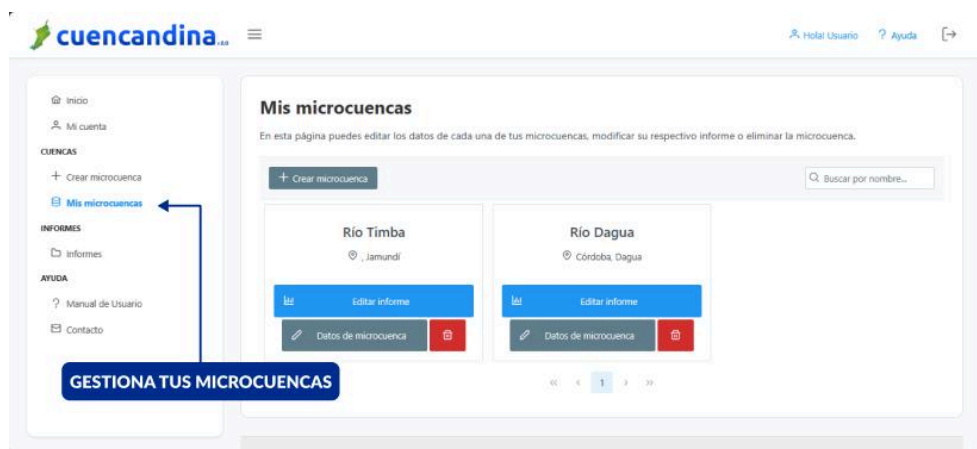 cuencandina v.2.0
Hola! Usuario
? Ayuda
Inicio
Mi cuenta
CUENCAS
+ Crear microcuenca
Mis microcuencas
INFORMES
Informes
AYUDA
? Manual de Usuario
Contacto
Mis microcuencas
En esta página puedes editar los datos de cada una de tus microcuencas, modificar su respectivo informe o eliminar la microcuenca.
+ Crear microcuenca
Buscar por nombre...
Río Timba
, Jamundí
Editar informe
Datos de microcuenca
Río Dagua
Córdoba, Dagua
Editar informe
Datos de microcuenca
« ‹ 1 › »
GESTIONA TUS MICROCUENCAS